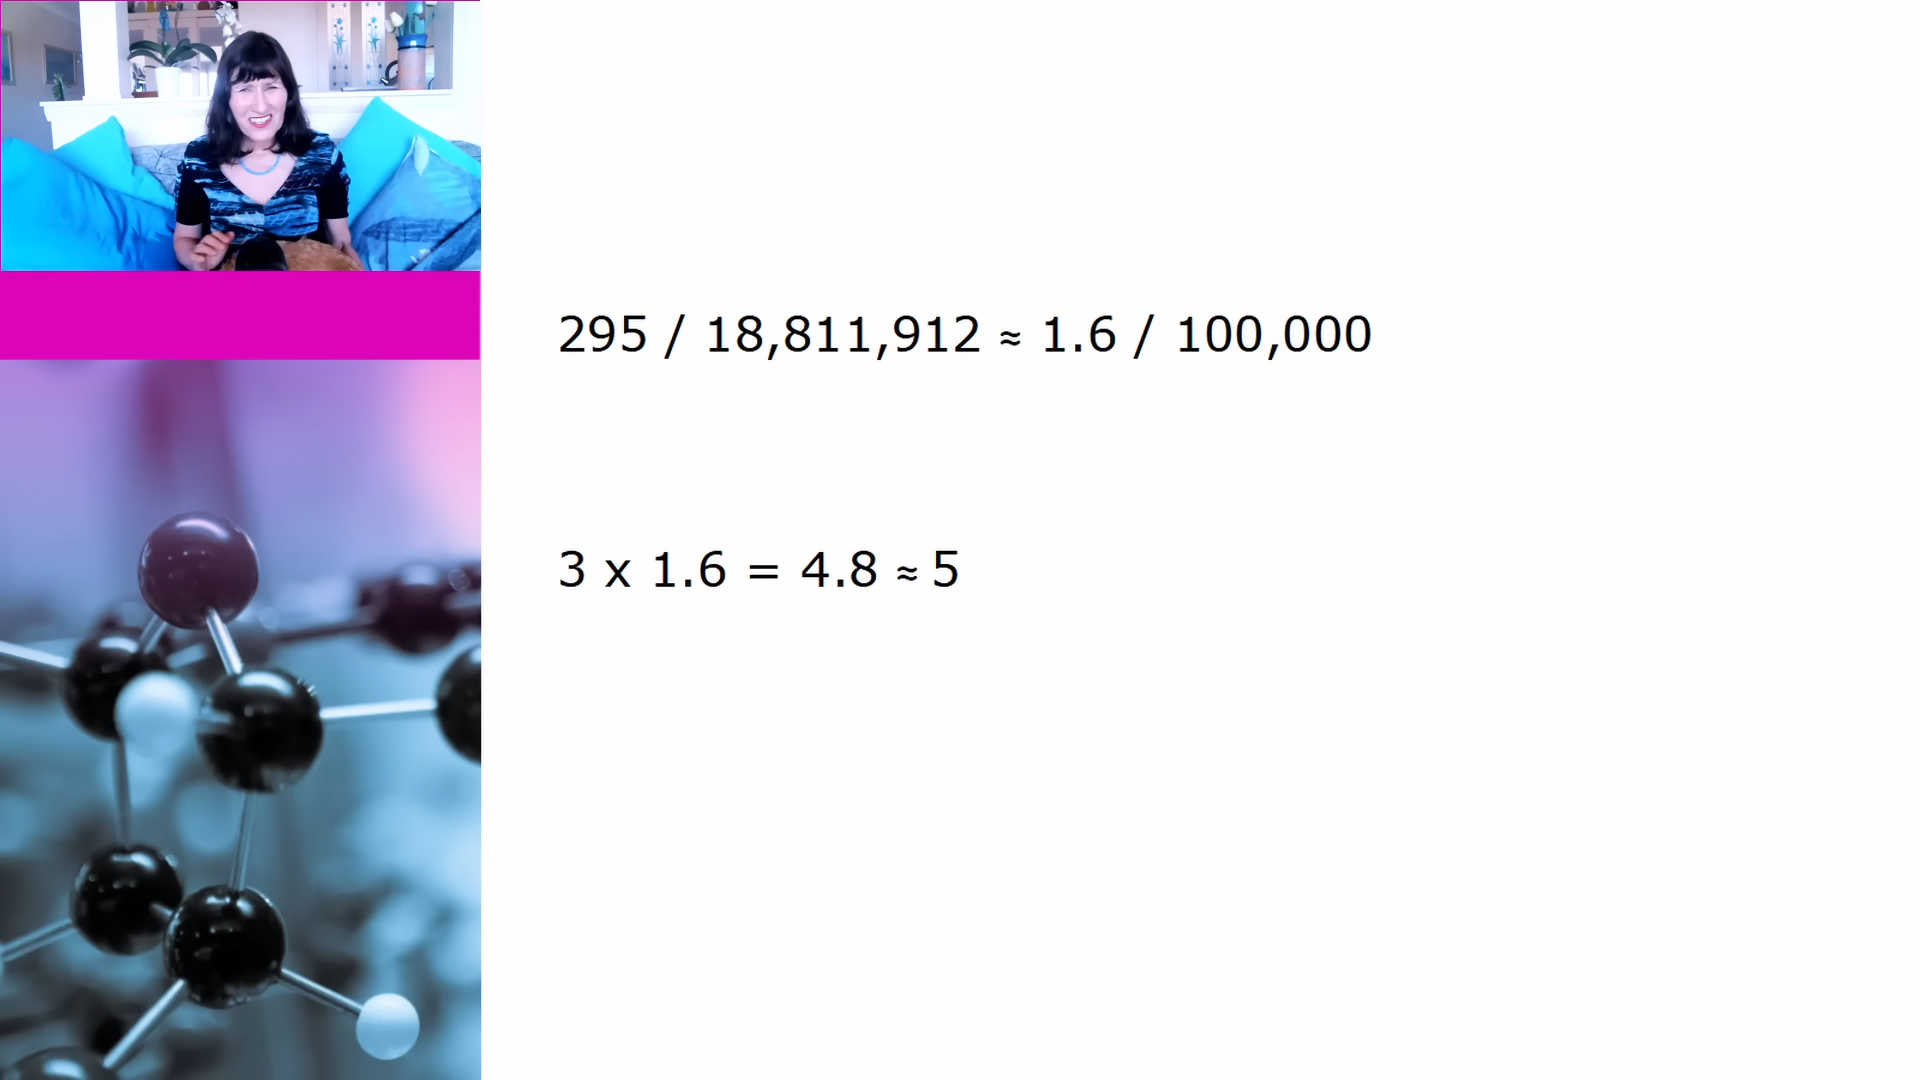 295 / 18,811,912 ≈ 1.6 / 100,000
3 x 1.6 = 4.8 ≈ 5